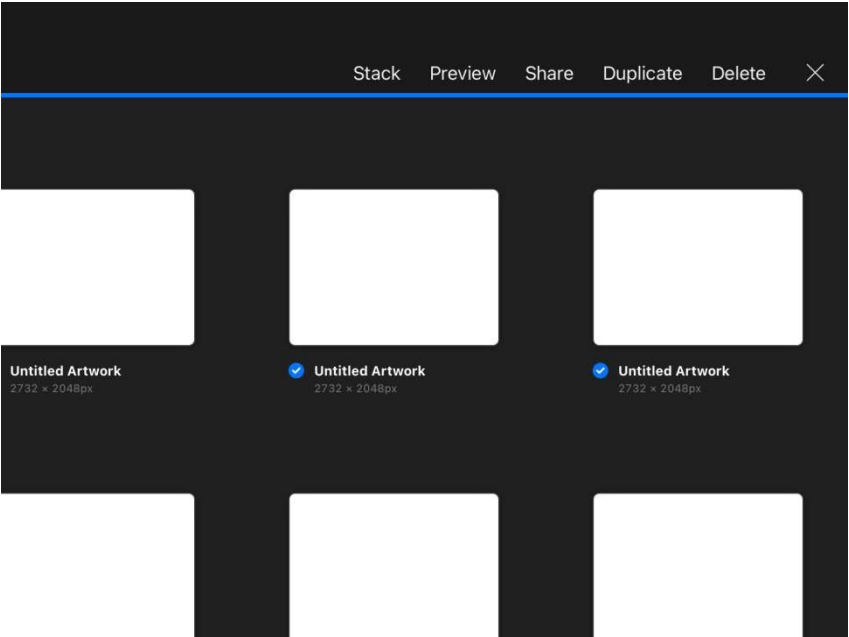 Stack Preview Share Duplicate Delete
Untitled Artwork Untitled Artwork Untitled Artwork
2732 × 2048px 2732 × 2048px 2732 × 2048px